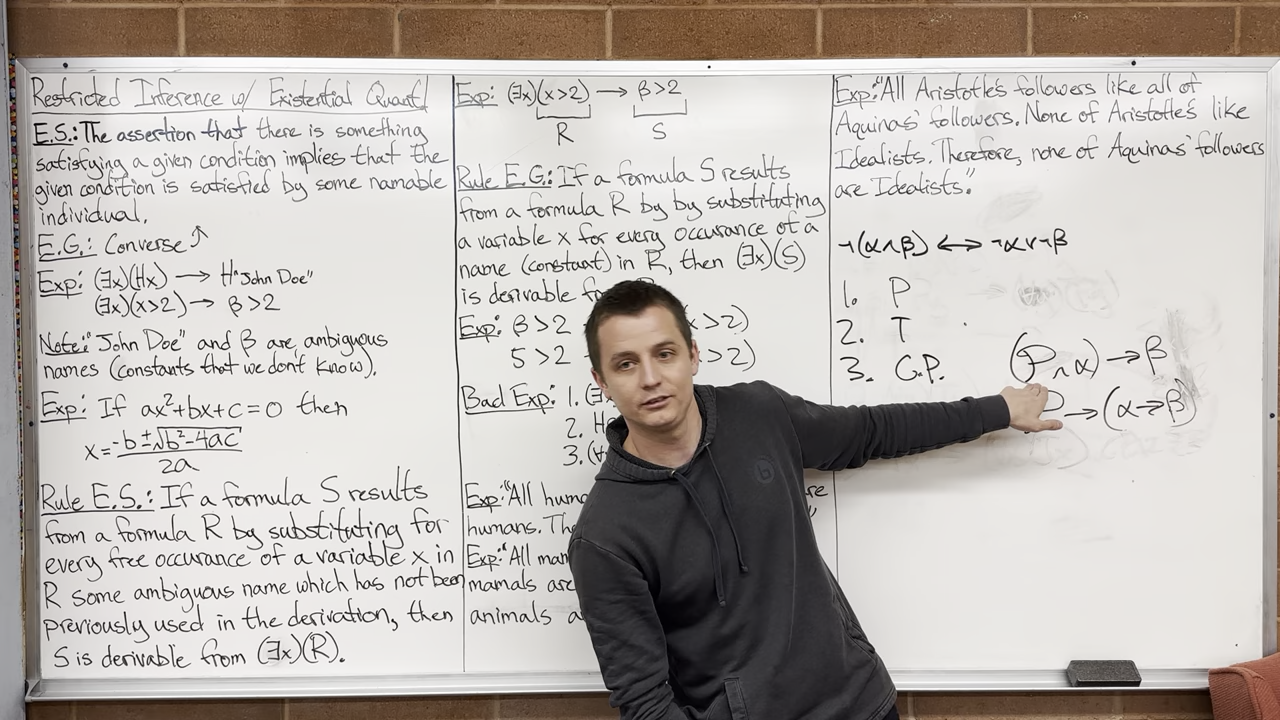 Restricted Inference w/ Existential Quant.
E.S.: The assertion that there is something
satisfying a given condition implies that the
given condition is satisfied by some namable
individual.
E.G.: Converse ↑
Exp: (∃x)(Hx) → H"John Doe"
(∃x)(x>2) → β>2
Note: "John Doe" and β are ambiguous
names (constants that we don't know).
Exp: If ax²+bx+c=0 then
x= -b±√b²-4ac
2a
Rule E.S.: If a formula S results
from a formula R by substituting for
every free occurance of a variable x in
R some ambiguous name which has not been
previously used in the derivation, then
S is derivable from (∃x)(R).
Exp: (∃x)(x>2) → β>2
R S
Rule E.G.: If a formula S results
from a formula R by by substituting
a variable x for every occurance of a
name (constant) in R, then (∃x)(S)
is derivable
Exp: β>2 x>2)
5>2 x>2)
Bad Exp: 1. (∃
2.
3. (∀
Exp: "All
humans.
Exp: "All
mamals are
animals
Exp: "All Aristotle's followers like all of
Aquinas' followers. None of Aristotle's like
Idealists. Therefore, none of Aquinas' followers
are Idealists."
¬(α∧β) ↔ ¬α∨¬β
1. P
2. T
3. C.P. (P∧α)→β
P→(α→β)